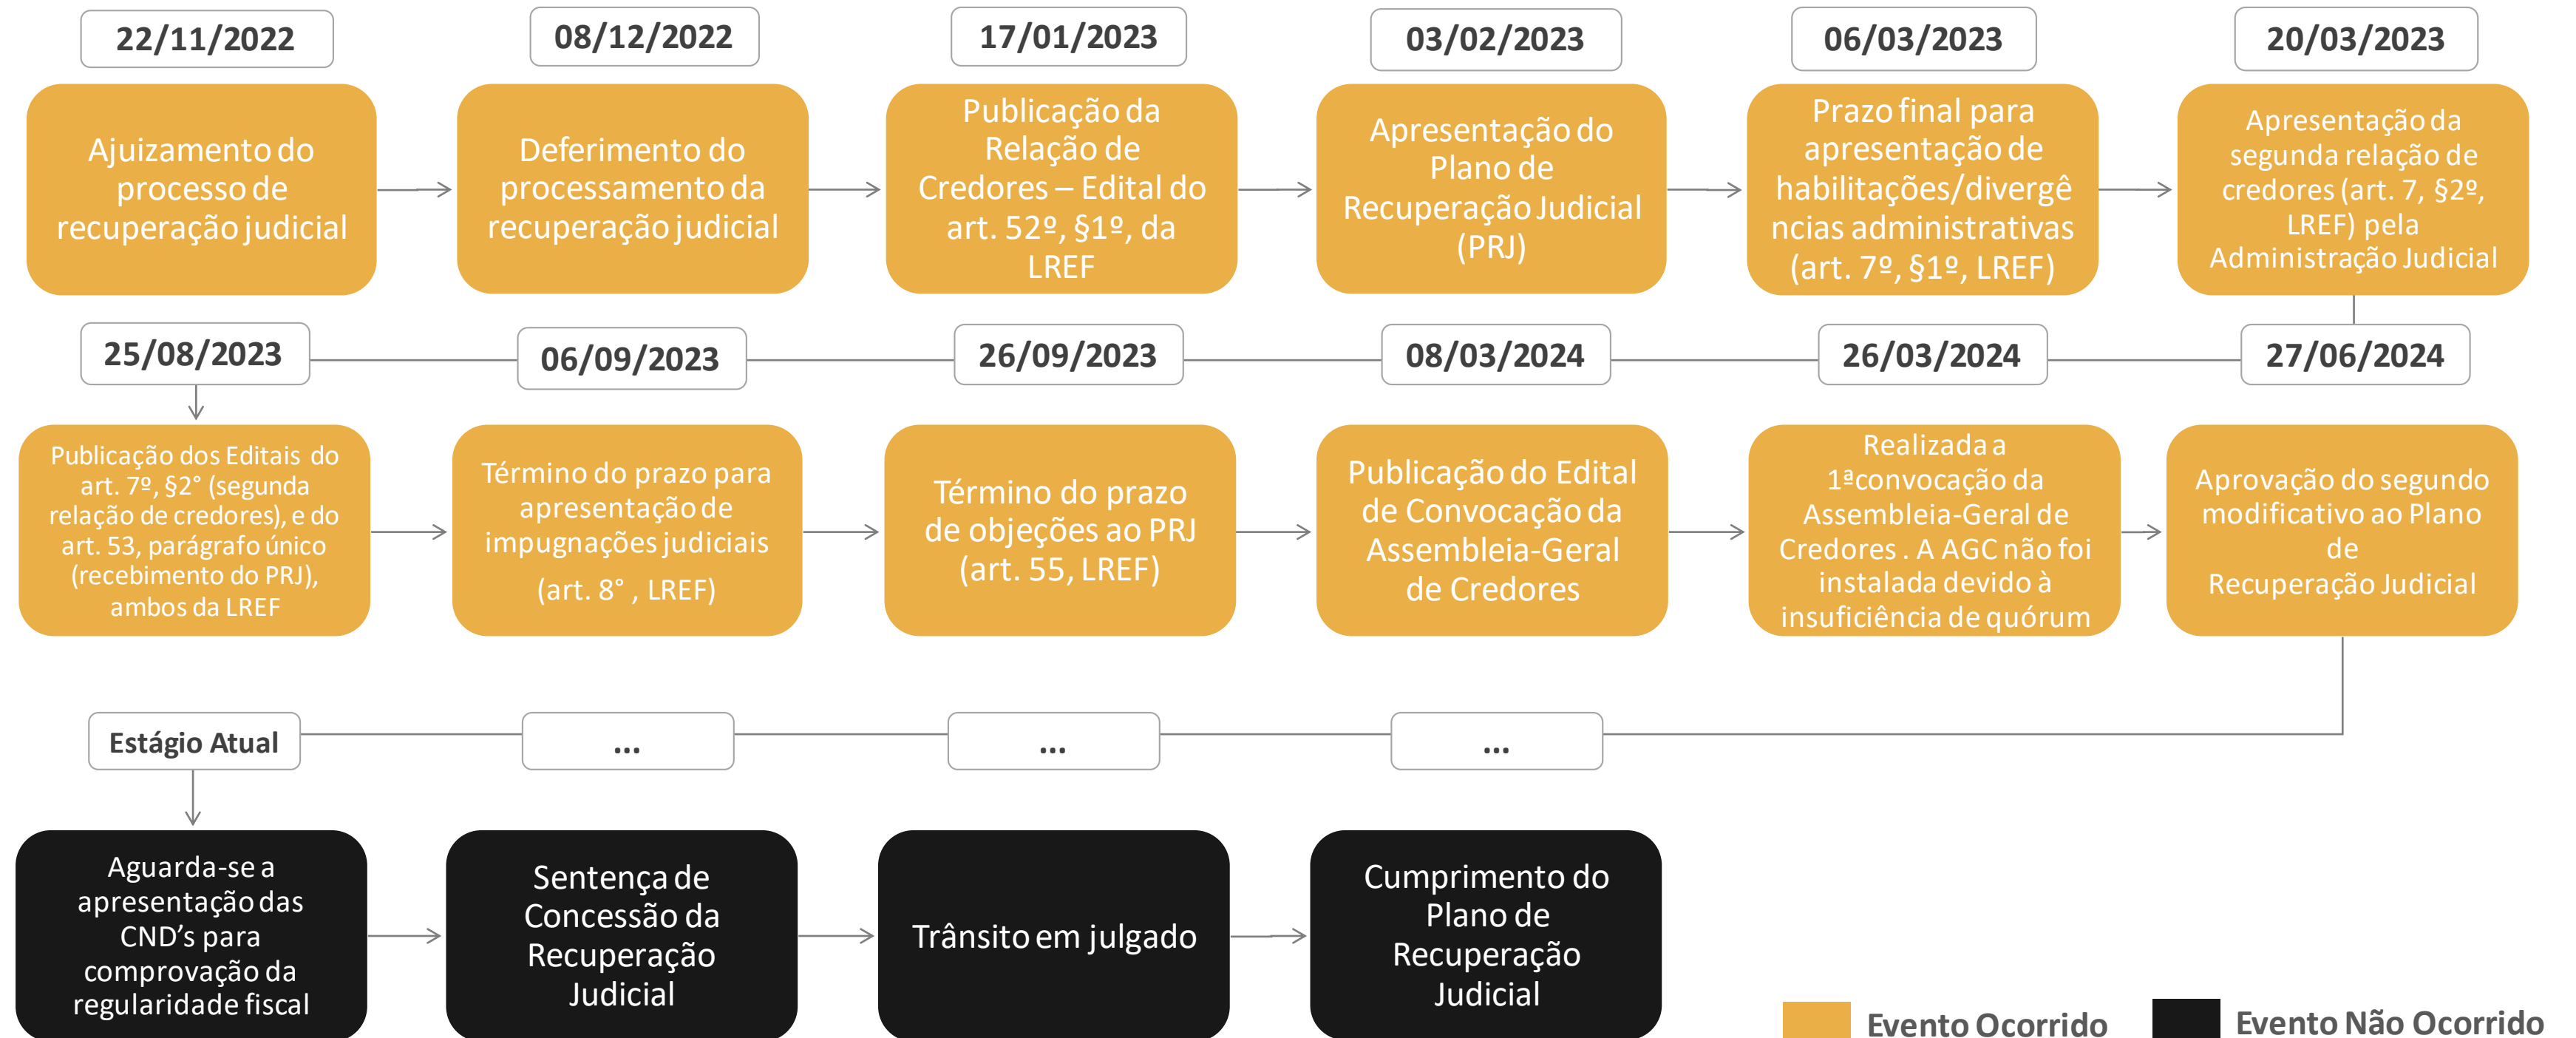 22/11/2022
08/12/2022
17/01/2023
03/02/2023
06/03/2023
20/03/2023
Ajuizamento do
processo de
recuperação judicial
Deferimento do
processamento da
recuperação judicial
Publicação da
Relação de
Credores – Edital do
art. 52º, §1º, da
LREF
Apresentação do
Plano de
Recuperação Judicial
(PRJ)
Prazo final para
apresentação de
habilitações/divergê
ncias administrativas
(art. 7º, §1º, LREF)
Apresentação da
segunda relação de
credores (art. 7, §2º,
LREF) pela
Administração Judicial
25/08/2023
06/09/2023
26/09/2023
08/03/2024
26/03/2024
27/06/2024
Publicação dos Editais do
art. 7º, §2° (segunda
relação de credores), e do
art. 53, parágrafo único
(recebimento do PRJ),
ambos da LREF
Término do prazo para
apresentação de
impugnações judiciais
(art. 8° , LREF)
Término do prazo
de objeções ao PRJ
(art. 55, LREF)
Publicação do Edital
de Convocação da
Assembleia-Geral
de Credores
Realizada a
1ªconvocação da
Assembleia-Geral de
Credores . A AGC não foi
instalada devido à
insuficiência de quórum
Aprovação do segundo
modificativo ao Plano
de
Recuperação Judicial
Estágio Atual
...
...
...
Aguarda-se a
apresentação das
CND’s para
comprovação da
regularidade fiscal
Sentença de
Concessão da
Recuperação
Judicial
Trânsito em julgado
Cumprimento do
Plano de
Recuperação
Judicial
Evento Ocorrido
Evento Não Ocorrido